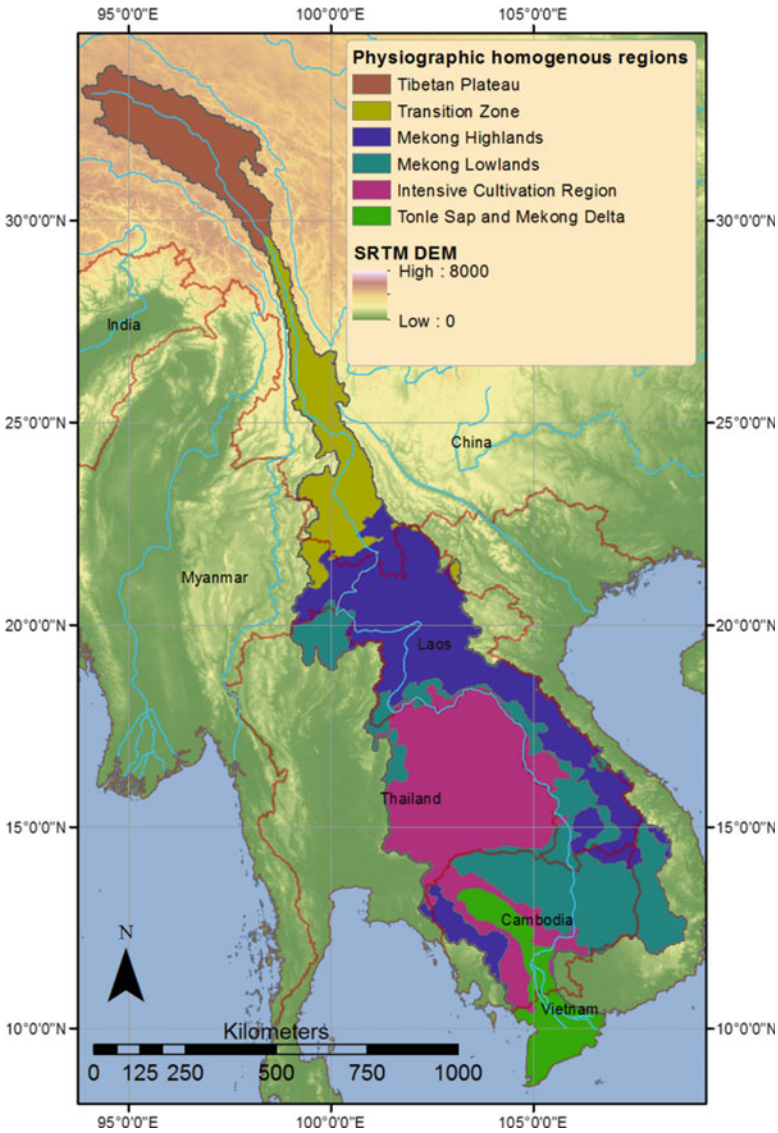 95°0'0"E 100°0'0"E 105°0'0"E
Physiographic homogenous regions
Tibetan Plateau
Transition Zone
Mekong Highlands
Mekong Lowlands
Intensive Cultivation Region
Tonle Sap and Mekong Delta
SRTM DEM
High : 8000
Low : 0
30°0'0"N 30°0'0"N
India
25°0'0"N 25°0'0"N
China
Myanmar
20°0'0"N 20°0'0"N
Laos
Thailand
15°0'0"N 15°0'0"N
Cambodia
N
Vietnam
10°0'0"N 10°0'0"N
Kilometers
0 125 250 500 750 1000
95°0'0"E 100°0'0"E 105°0'0"E